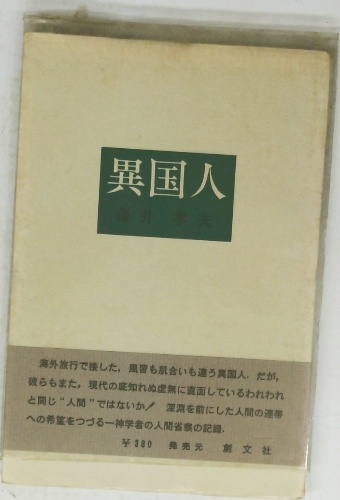 異国人
藤井 孝夫
海外旅行で接した，風習も肌合いも違う異国人．だが，
彼らもまた，現代の底知れぬ虚無に直面しているわれわれ
と同じ“人間”ではないか！ 深淵を前にした人間の連帯
への希望をつづる一神学者の人間省察の記録．
¥380 発売元 創文社